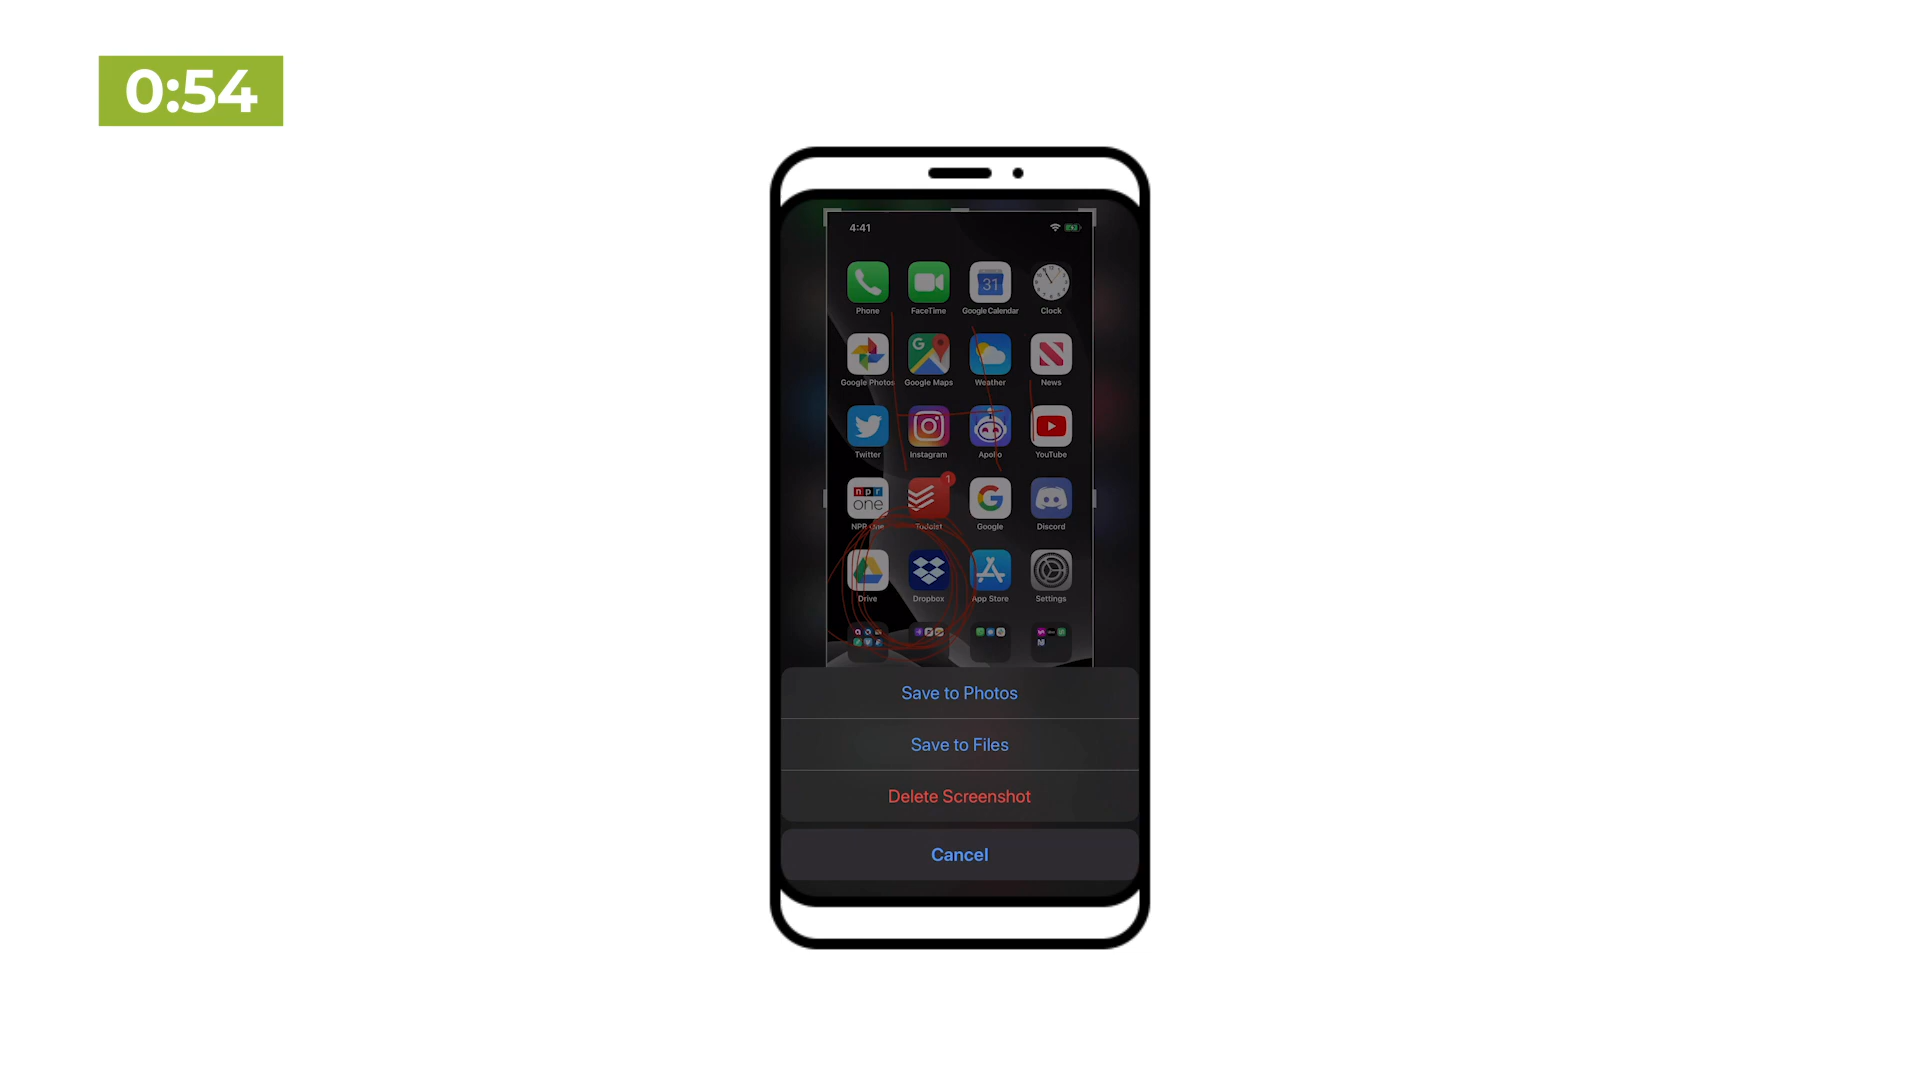 0:54
4:41
Phone FaceTime Google Calendar Clock
Google Photos Google Maps Weather News
Twitter Instagram Apollo YouTube
1
NPR One Todoist Google Discord
Drive Dropbox App Store Settings
Save to Photos
Save to Files
Delete Screenshot
Cancel